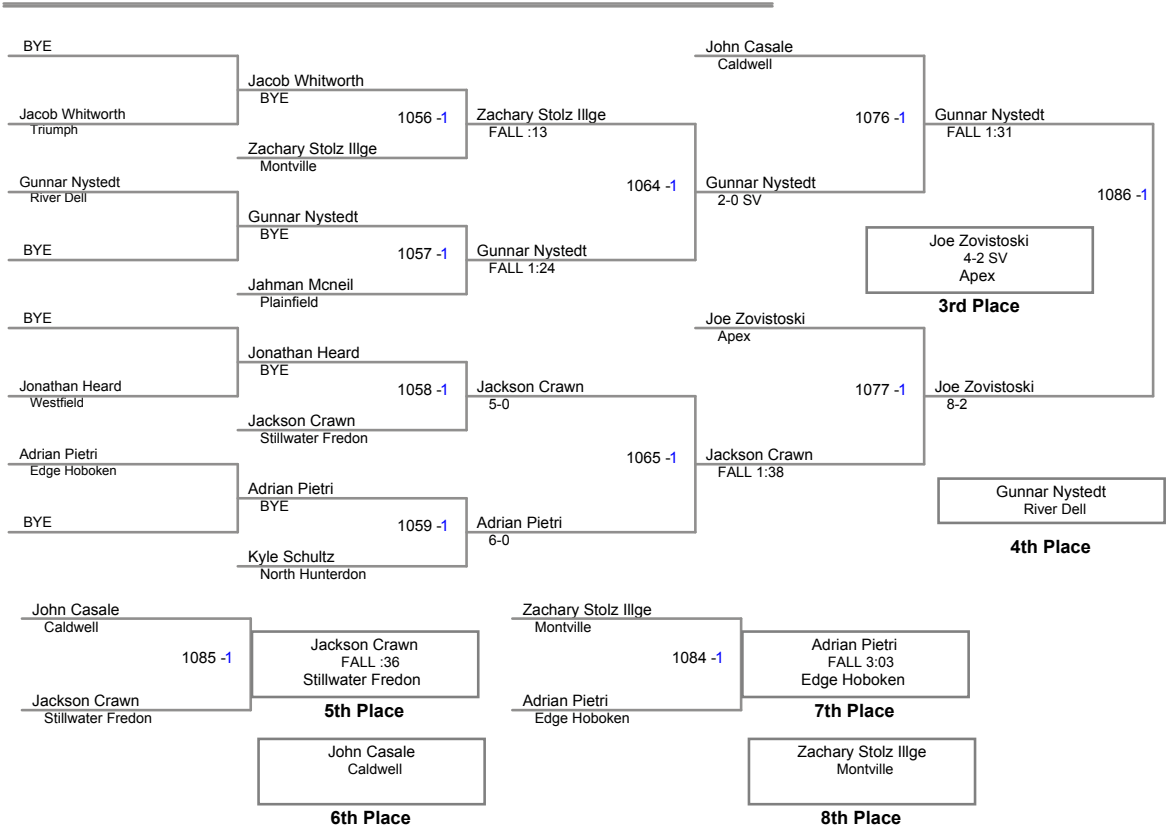 BYE
Jacob Whitworth
Triumph
Gunnar Nystedt
River Dell
BYE
BYE
Jonathan Heard
Westfield
Adrian Pietri
Edge Hoboken
BYE
Jacob Whitworth
BYE
1056 -1
Zachary Stolz Illge
Montville
Gunnar Nystedt
BYE
1057 -1
Jahman Mcneil
Plainfield
Jonathan Heard
BYE
1058 -1
Jackson Crawn
Stillwater Fredon
Adrian Pietri
BYE
1059 -1
Kyle Schultz
North Hunterdon
Zachary Stolz Illge
FALL :13
1064 -1
Gunnar Nystedt
FALL 1:24
Jackson Crawn
5-0
1065 -1
Adrian Pietri
6-0
John Casale
Caldwell
1076 -1
Gunnar Nystedt
2-0 SV
Joe Zovistoski
Apex
1077 -1
Jackson Crawn
FALL 1:38
Gunnar Nystedt
FALL 1:31
1086 -1
Joe Zovistoski
4-2 SV
Apex
3rd Place
Joe Zovistoski
8-2
Gunnar Nystedt
River Dell
4th Place
John Casale
Caldwell
1085 -1
Jackson Crawn
Stillwater Fredon
Jackson Crawn
FALL :36
Stillwater Fredon
5th Place
John Casale
Caldwell
6th Place
Zachary Stolz Illge
Montville
1084 -1
Adrian Pietri
Edge Hoboken
Adrian Pietri
FALL 3:03
Edge Hoboken
7th Place
Zachary Stolz Illge
Montville
8th Place